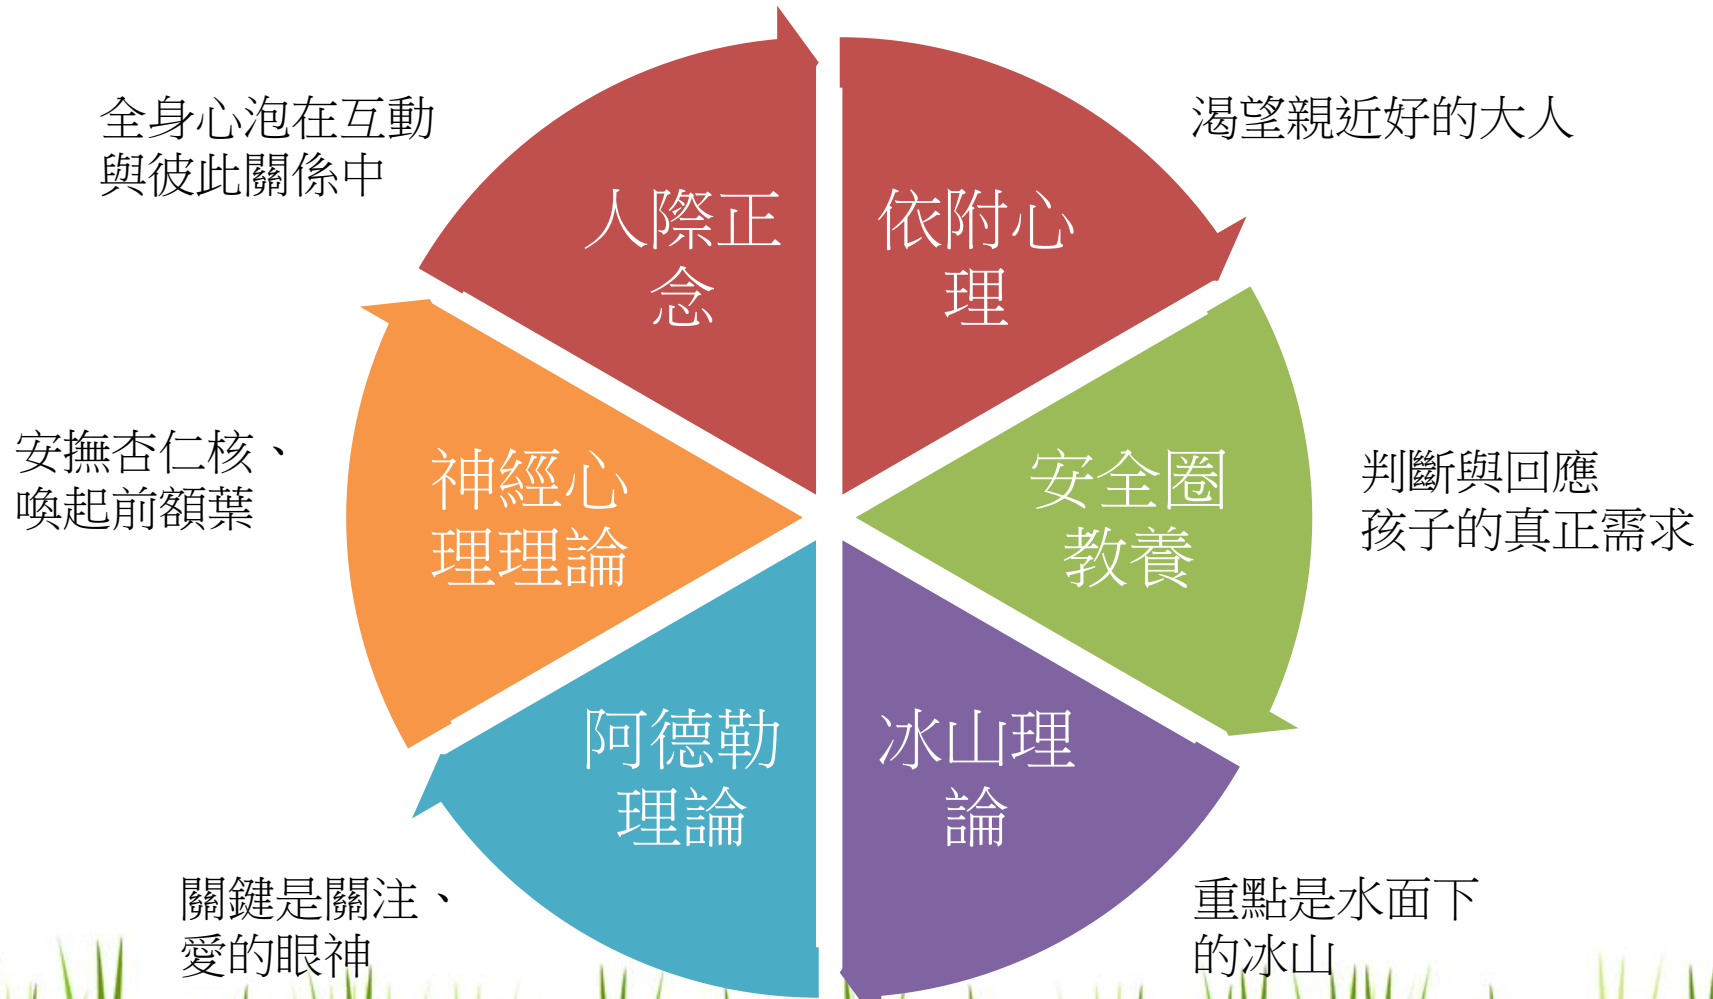 全身心泡在互動
與彼此關係中
渴望親近好的大人
人際正
念
依附心
理
安撫杏仁核、
喚起前額葉
神經心
理理論
安全圈
教養
判斷與回應
孩子的真正需求
阿德勒
理論
冰山理
論
關鍵是關注、
愛的眼神
重點是水面下
的冰山